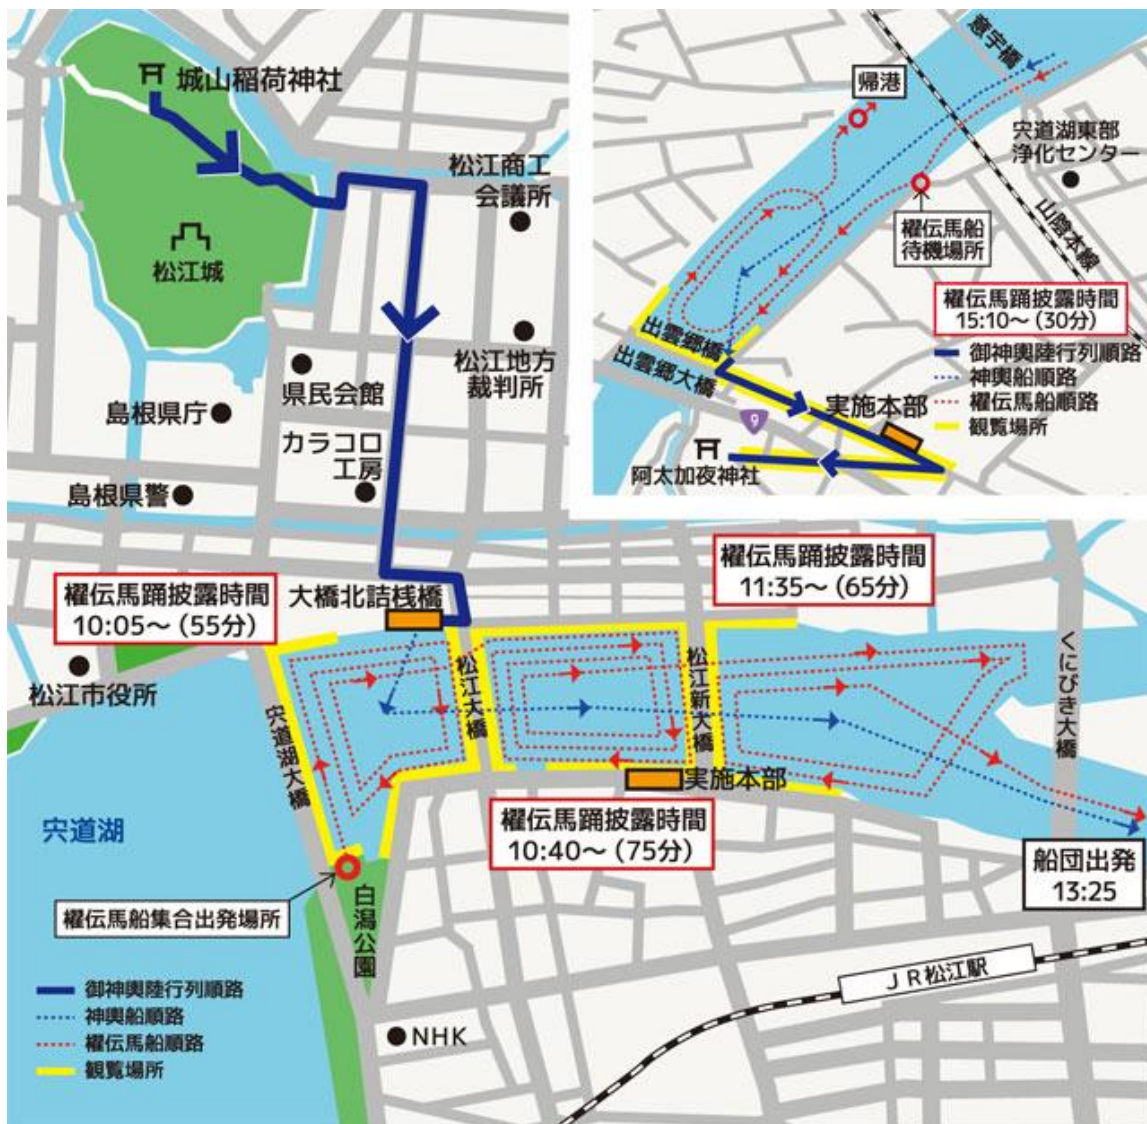 城山稲荷神社
松江商工
会議所
松江城
県民会館
松江地方
裁判所
島根県庁
カラコロ
工房
島根県警
櫂伝馬踊披露時間
10:05～(55分)
大橋北詰桟橋
櫂伝馬踊披露時間
11:35～(65分)
松江市役所
宍道湖大橋
松江大橋
松江新大橋
くにびき大橋
実施本部
宍道湖
櫂伝馬踊披露時間
10:40～(75分)
船団出発
13:25
櫂伝馬船集合出発場所
白潟公園
JR松江駅
御神輿陸行列順路
神輿船順路
櫂伝馬船順路
観覧場所
NHK
意宇橋
帰港
宍道湖東部
浄化センター
櫂伝馬船
待機場所
山陰本線
櫂伝馬踊披露時間
15:10～(30分)
出雲郷橋
出雲郷大橋
御神輿陸行列順路
神輿船順路
櫂伝馬船順路
観覧場所
実施本部
9
阿太加夜神社